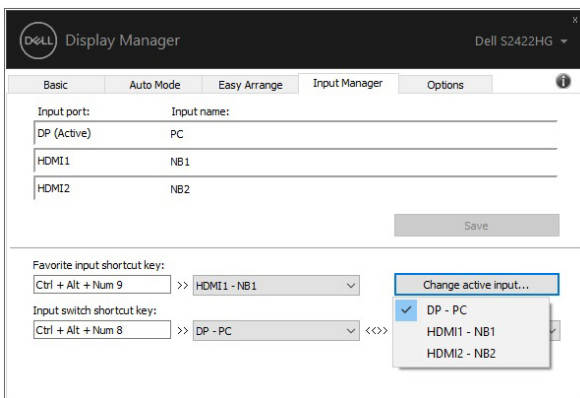 DELL Display Manager
Dell S2422HG
Basic Auto Mode Easy Arrange Input Manager Options
Input port: Input name:
DP (Active) PC
HDMI1 NB1
HDMI2 NB2
Save
Favorite input shortcut key:
Ctrl + Alt + Num 9 >> HDMI1 - NB1 Change active input...
Input switch shortcut key:
Ctrl + Alt + Num 8 >> DP - PC <<>>
DP - PC
HDMI1 - NB1
HDMI2 - NB2